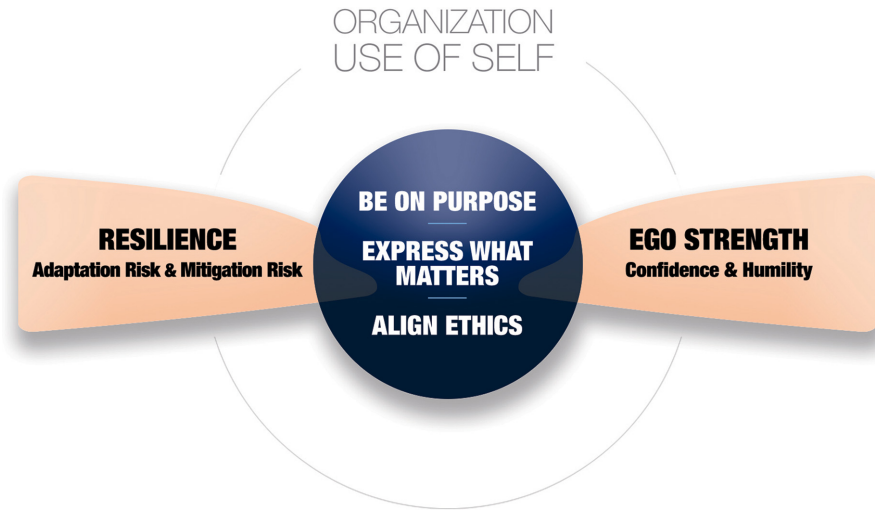 ORGANIZATION
USE OF SELF
BE ON PURPOSE
EXPRESS WHAT
MATTERS
ALIGN ETHICS
RESILIENCE
Adaptation Risk & Mitigation Risk
EGO STRENGTH
Confidence & Humility